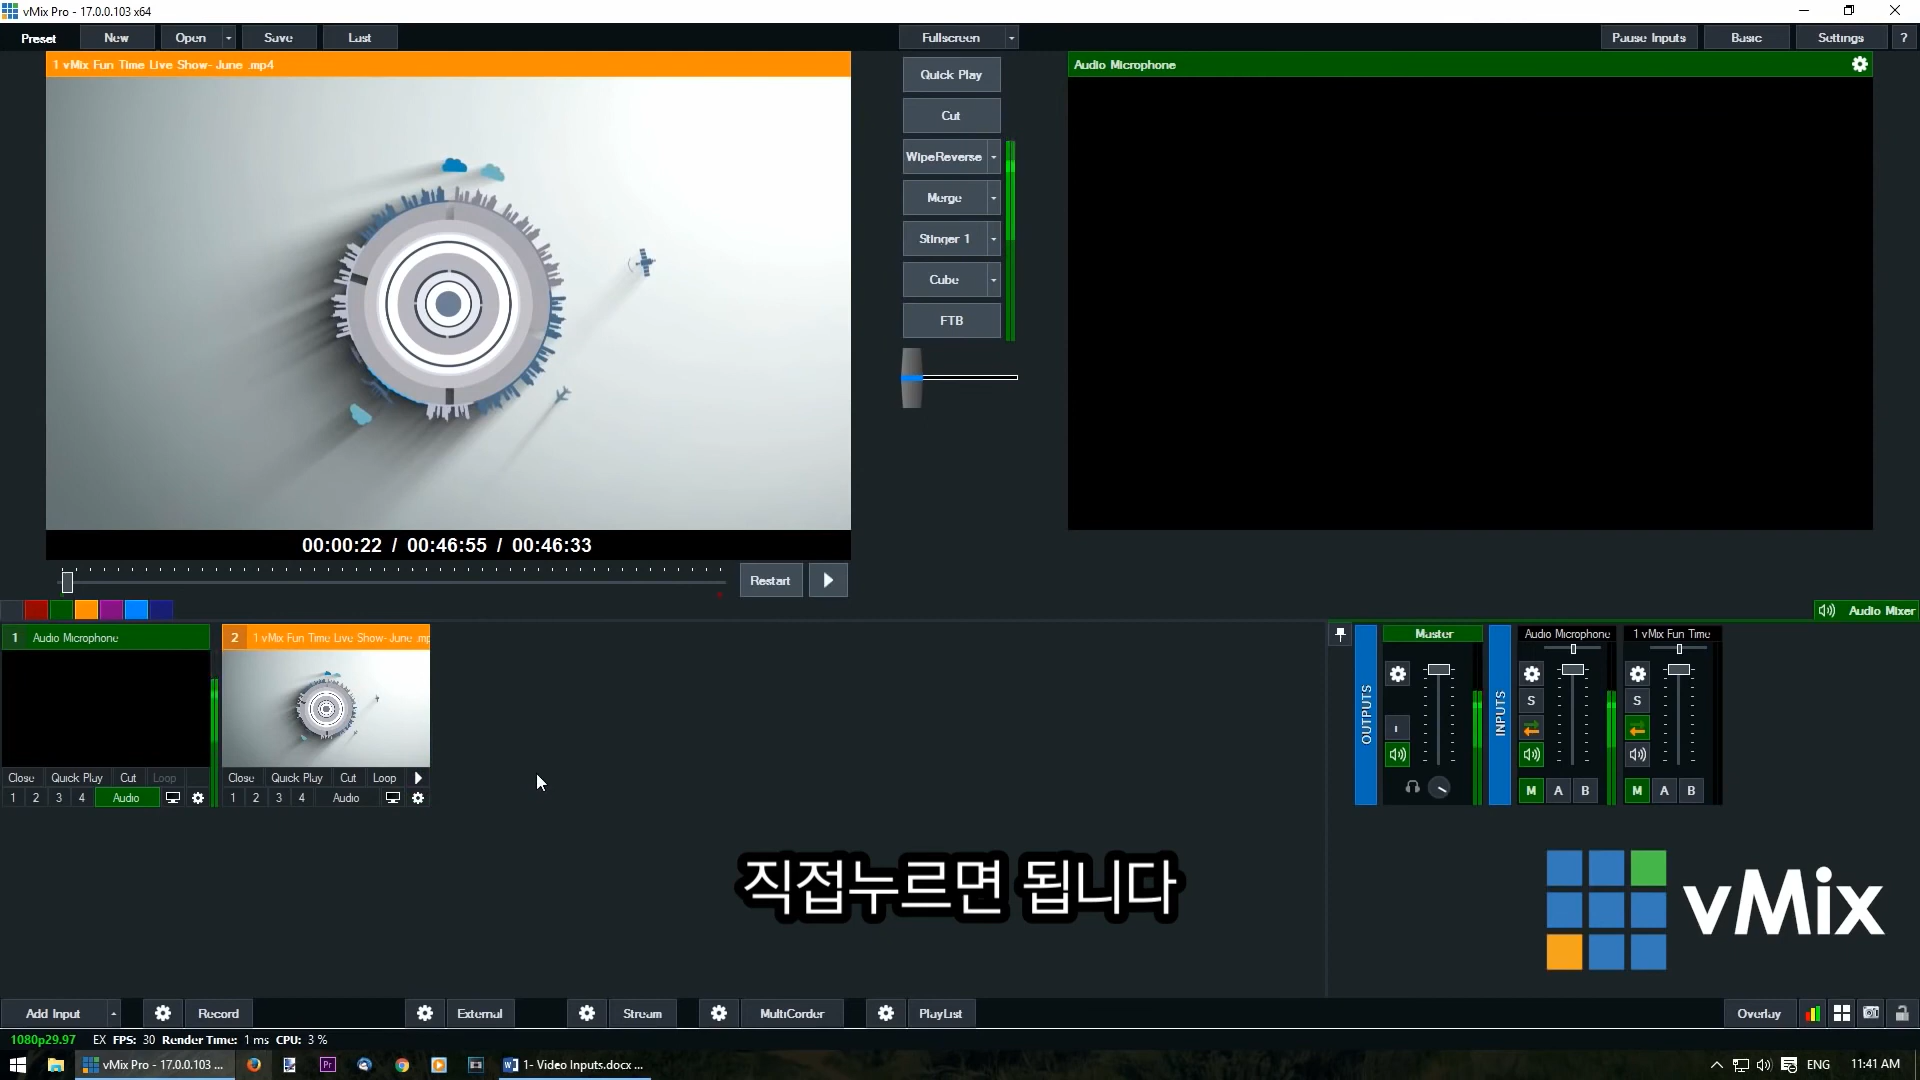 vMix Pro - 17.0.0.103 x64
Preset New Open Save Last Fullscreen Pause Inputs Basic Settings ?
1 vMix Fun Time Live Show- June .mp4
Audio Microphone
Quick Play
Cut
WipeReverse
Merge
Stinger 1
Cube
FTB
00:00:22 / 00:46:55 / 00:46:33
Restart
Audio Mixer
1 Audio Microphone
Close Quick Play Cut Loop
1 2 3 4 Audio
2 1 vMix Fun Time Live Show- June .mp
Close Quick Play Cut Loop
1 2 3 4 Audio
OUTPUTS
Master
INPUTS
Audio Microphone
S
M A B
1 vMix Fun Time
S
M A B
직접누르면 됩니다
vMix
Add Input Record External Stream MultiCorder PlayList Overlay
1080p29.97 EX FPS: 30 Render Time: 1 ms CPU: 3 %
vMix Pro - 17.0.0.103 ... Pr 1- Video Inputs.docx ... ENG 11:41 AM